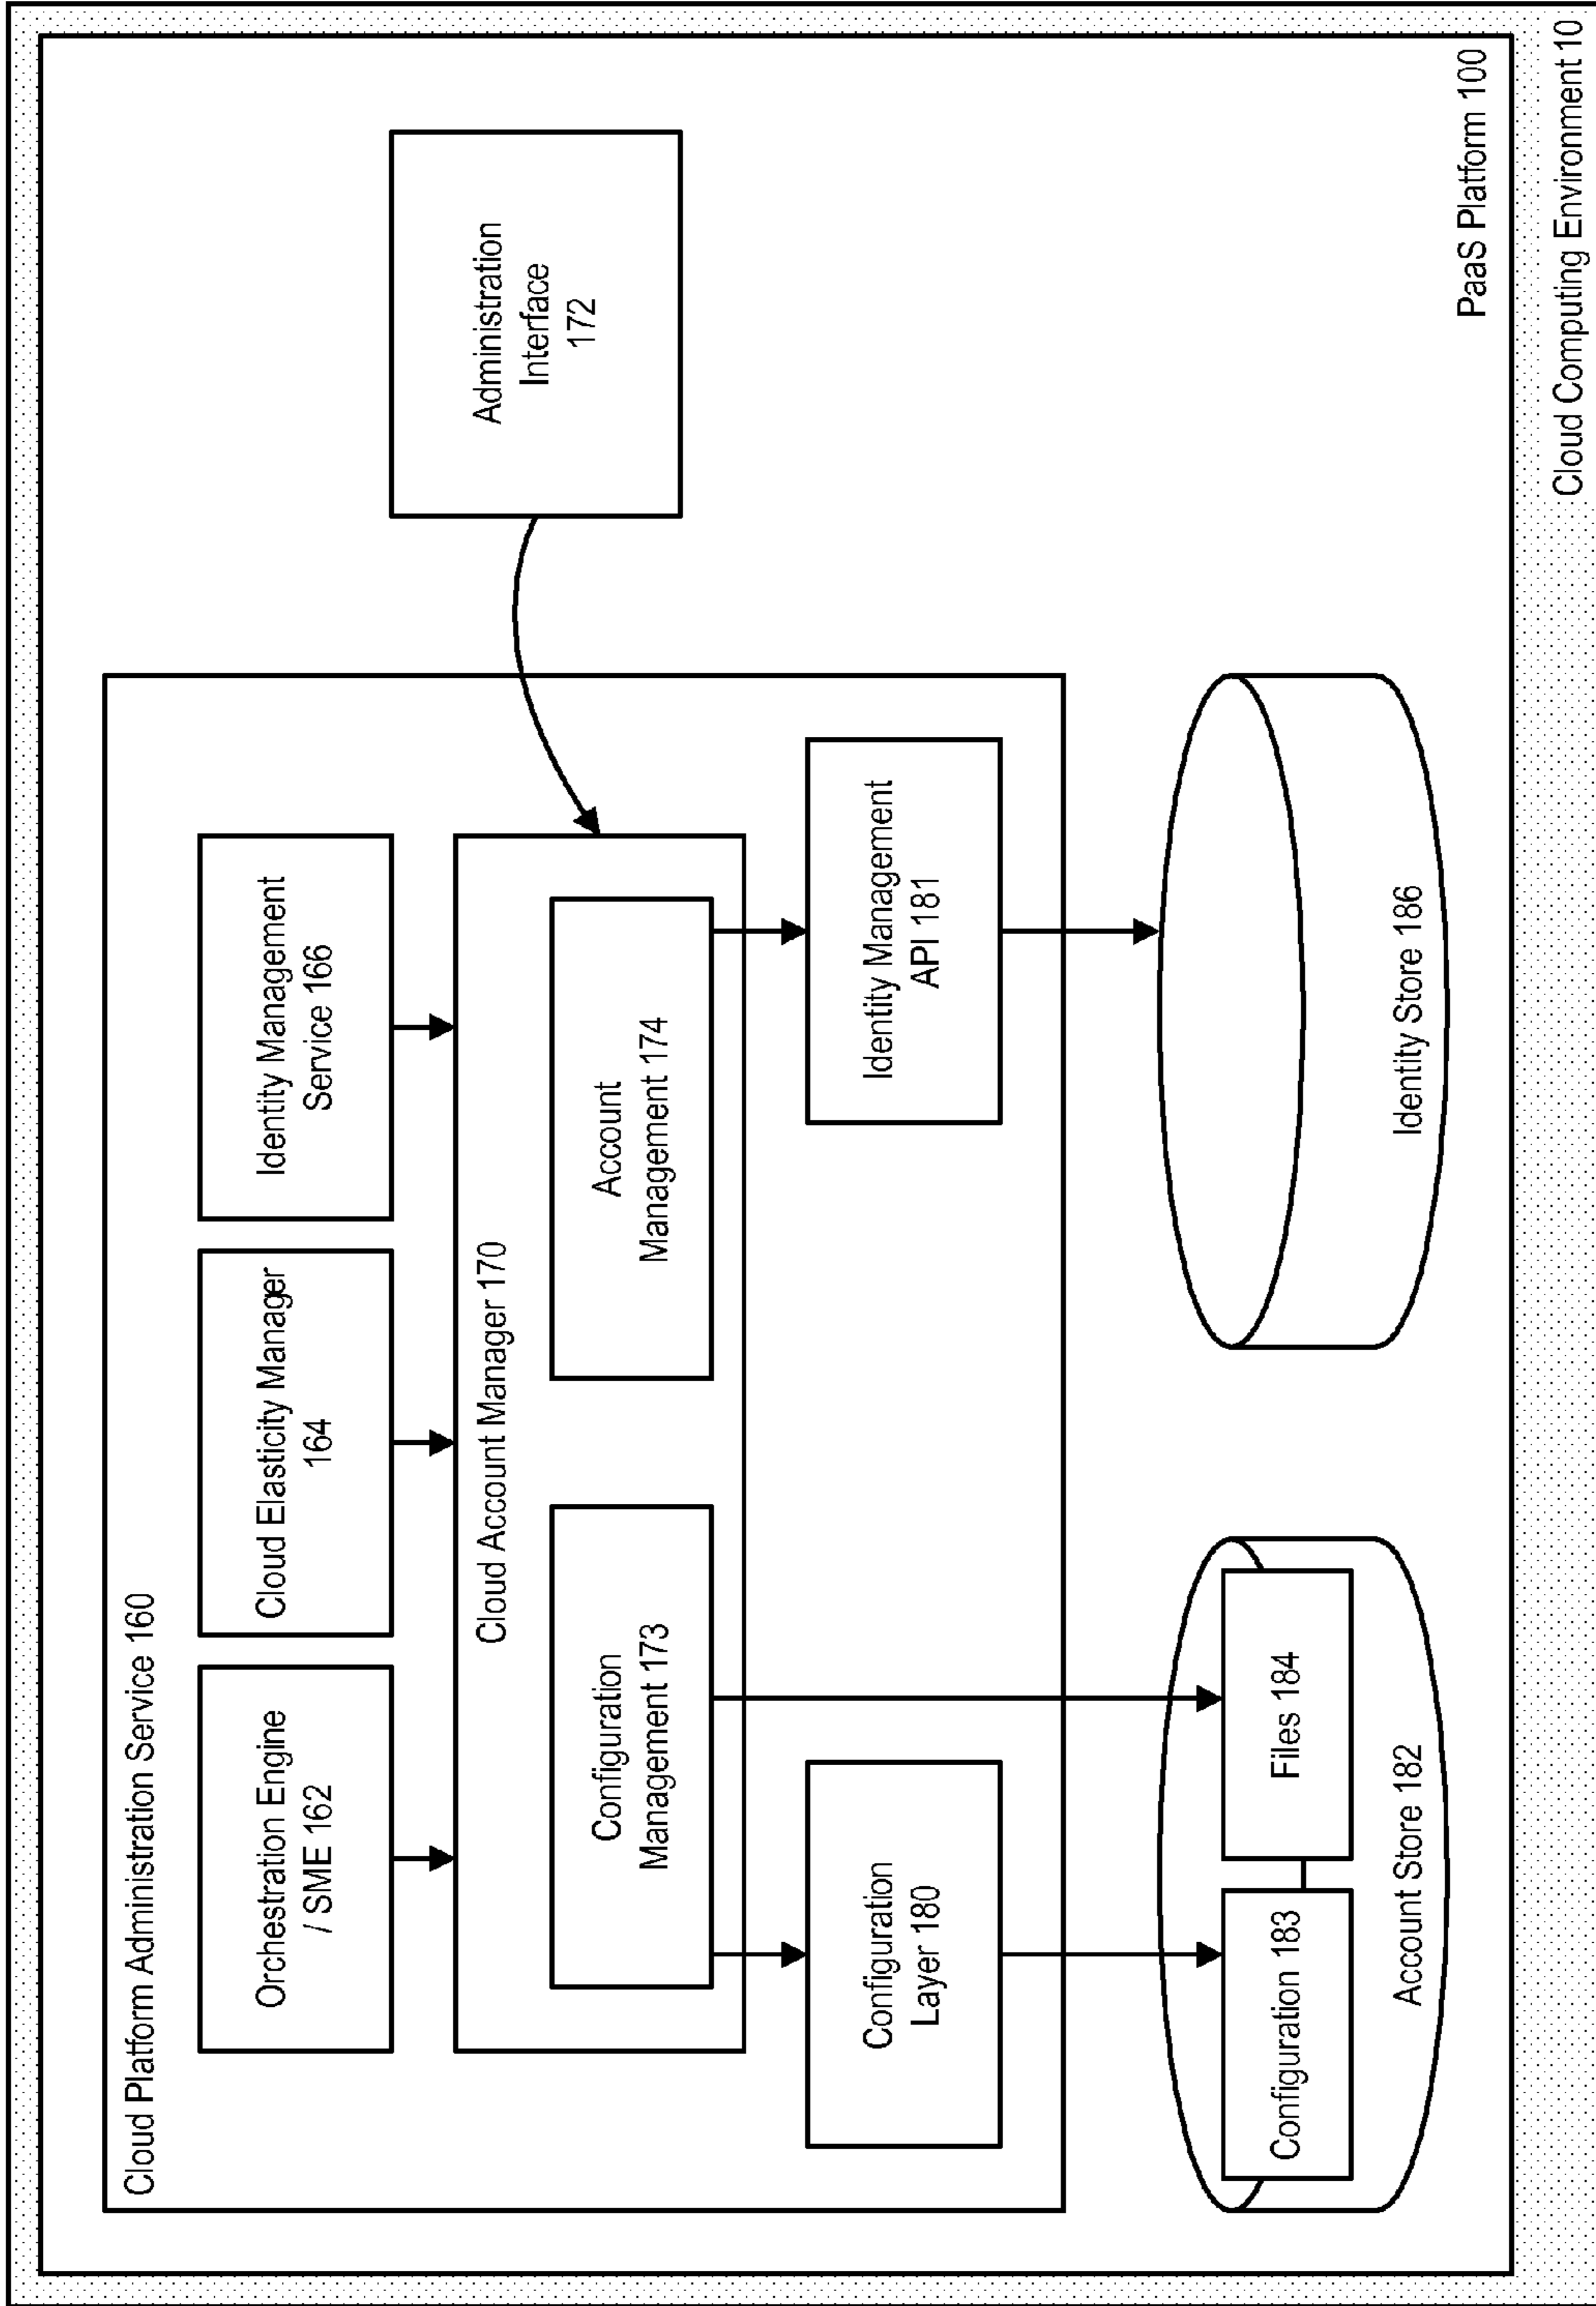 Cloud Platform Administration Service 160
Orchestration Engine
/ SME 162
Cloud Elasticity Manager
164
Identity Management
Service 166
Cloud Account Manager 170
Administration
Interface
172
Configuration
Management 173
Account
Management 174
Configuration
Layer 180
Identity Management
API 181
Configuration 183
Files 184
Account Store 182
Identity Store 186
PaaS Platform 100
Cloud Computing Environment 10